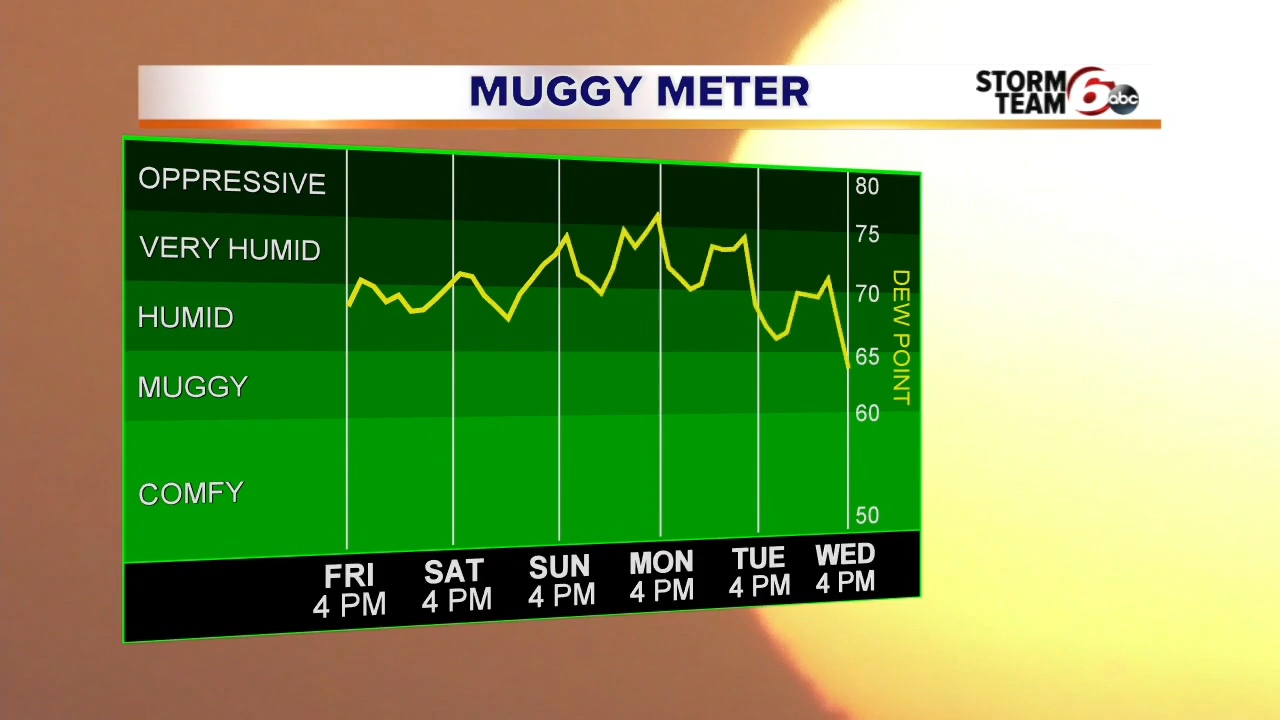 MUGGY METER
STORM
TEAM 6 abc
OPPRESSIVE
VERY HUMID
HUMID
MUGGY
COMFY
80
75
70
65
60
50
DEW POINT
FRI
4 PM
SAT
4 PM
SUN
4 PM
MON
4 PM
TUE
4 PM
WED
4 PM